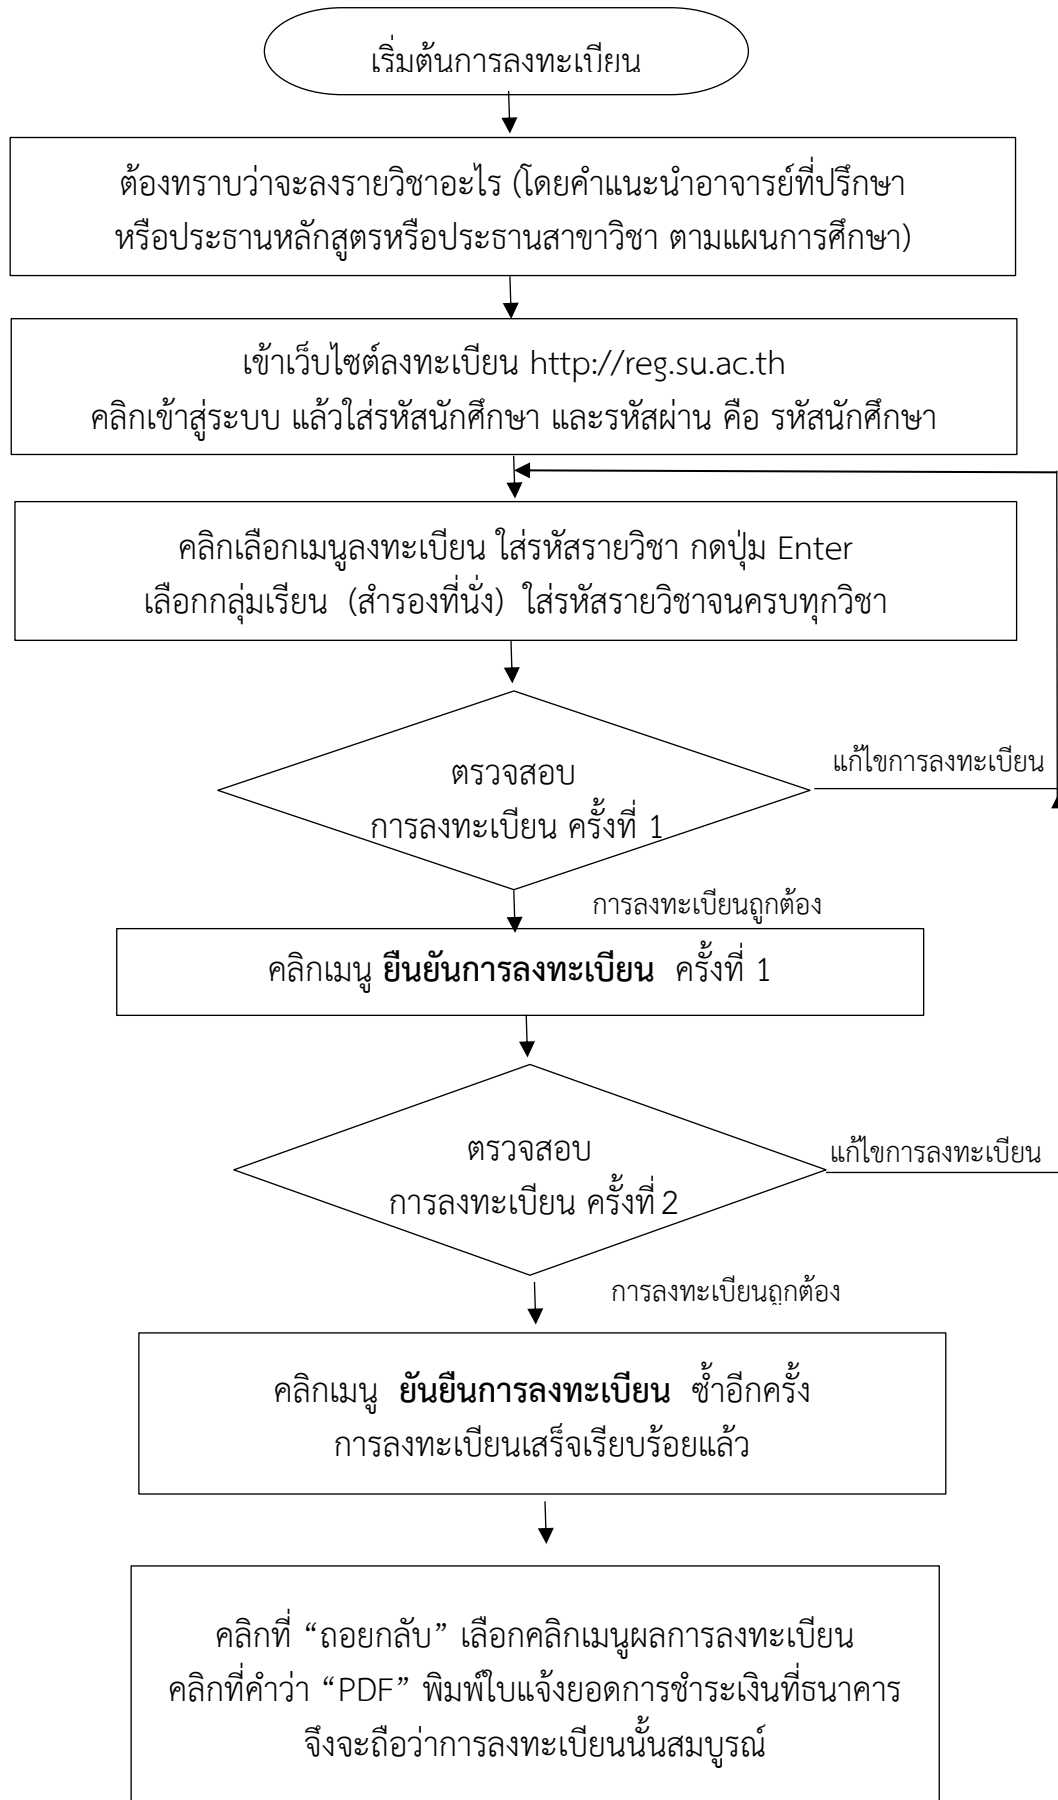 เริ่มต้นการลงทะเบียน
ต้องทราบว่าจะลงรายวิชาอะไร (โดยคำแนะนำอาจารย์ที่ปรึกษา
หรือประธานหลักสูตรหรือประธานสาขาวิชา ตามแผนการศึกษา)
เข้าเว็บไซต์ลงทะเบียน http://reg.su.ac.th
คลิกเข้าสู่ระบบ แล้วใส่รหัสนักศึกษา และรหัสผ่าน คือ รหัสนักศึกษา
คลิกเลือกเมนูลงทะเบียน ใส่รหัสรายวิชา กดปุ่ม Enter
เลือกกลุ่มเรียน (สำรองที่นั่ง) ใส่รหัสรายวิชาจนครบทุกวิชา
แก้ไขการลงทะเบียน
ตรวจสอบ
การลงทะเบียน ครั้งที่ 1
การลงทะเบียนถูกต้อง
คลิกเมนู ยืนยันการลงทะเบียน ครั้งที่ 1
ตรวจสอบ
แก้ไขการลงทะเบียน
การลงทะเบียน ครั้งที่ 2
การลงทะเบียนถูกต้อง
คลิกเมนู ยันยืนการลงทะเบียน ซ้ำอีกครั้ง
การลงทะเบียนเสร็จเรียบร้อยแล้ว
คลิกที่ “ถอยกลับ” เลือกคลิกเมนูผลการลงทะเบียน
คลิกที่คำว่า “PDF” พิมพ์ใบแจ้งยอดการชำระเงินที่ธนาคาร
จึงจะถือว่าการลงทะเบียนนั้นสมบูรณ์